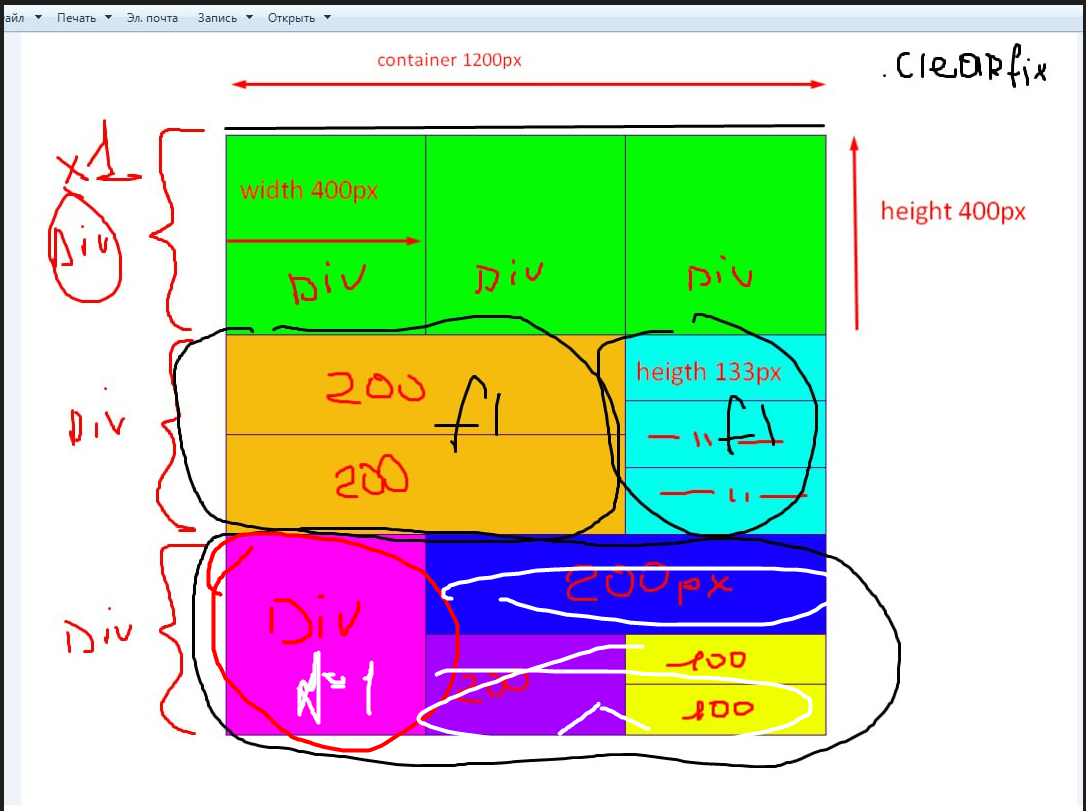 айл Печать Эл. почта Запись Открыть
container 1200px
.clearfix
x1
width 400px
height 400px
Div
Div Div Div
heigth 133px
200 fl
fl
Div
— " —
200
— " —
200px
Div
Div
100
200
100